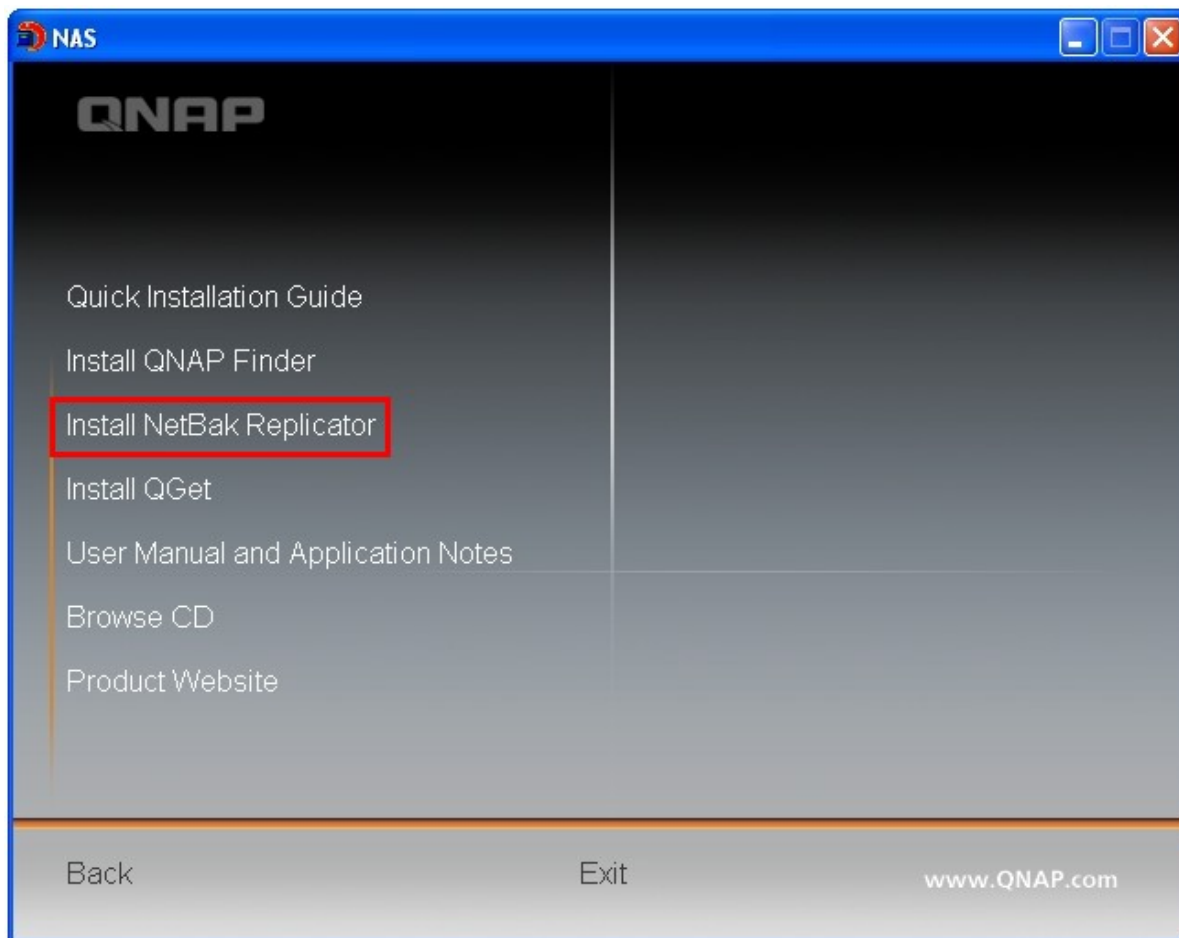 NAS
QNAP
Quick Installation Guide
Install QNAP Finder
Install NetBak Replicator
Install QGet
User Manual and Application Notes
Browse CD
Product Website
Back
Exit
www.QNAP.com